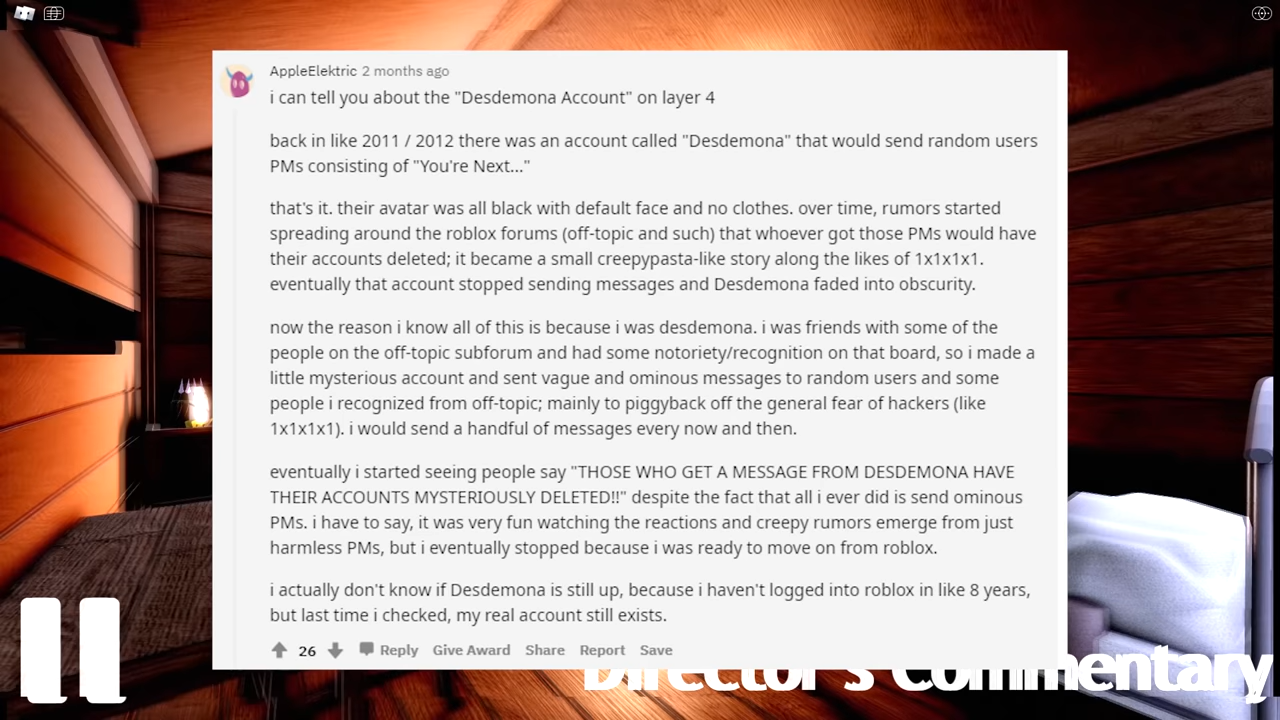 AppleElektric 2 months ago
i can tell you about the "Desdemona Account" on layer 4
back in like 2011 / 2012 there was an account called "Desdemona" that would send random users
PMs consisting of "You're Next..."
that's it. their avatar was all black with default face and no clothes. over time, rumors started
spreading around the roblox forums (off-topic and such) that whoever got those PMs would have
their accounts deleted; it became a small creepypasta-like story along the likes of 1x1x1x1.
eventually that account stopped sending messages and Desdemona faded into obscurity.
now the reason i know all of this is because i was desdemona. i was friends with some of the
people on the off-topic subforum and had some notoriety/recognition on that board, so i made a
little mysterious account and sent vague and ominous messages to random users and some
people i recognized from off-topic; mainly to piggyback off the general fear of hackers (like
1x1x1x1). i would send a handful of messages every now and then.
eventually i started seeing people say "THOSE WHO GET A MESSAGE FROM DESDEMONA HAVE
THEIR ACCOUNTS MYSTERIOUSLY DELETED!!" despite the fact that all i ever did is send ominous
PMs. i have to say, it was very fun watching the reactions and creepy rumors emerge from just
harmless PMs, but i eventually stopped because i was ready to move on from roblox.
i actually don't know if Desdemona is still up, because i haven't logged into roblox in like 8 years,
but last time i checked, my real account still exists.
26 Reply Give Award Share Report Save
Director's Commentary